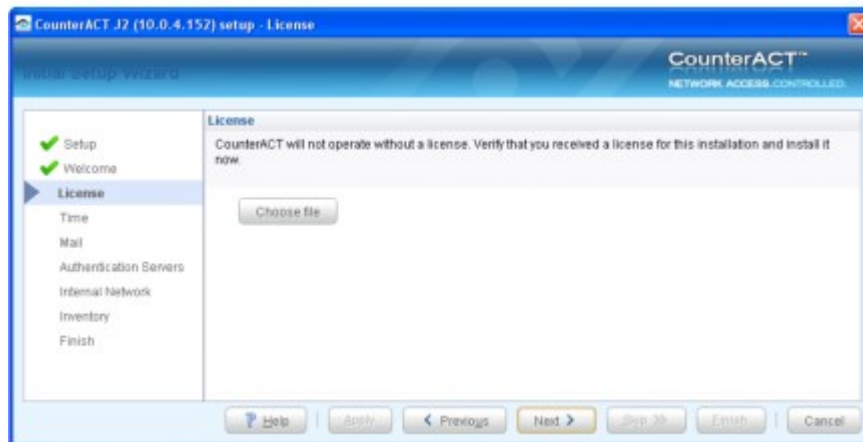 CounterACT J2 (10.0.4.152) setup - License
Initial Setup Wizard
CounterACT™
NETWORK ACCESS CONTROLLED.
Setup
Welcome
License
Time
Mail
Authentication Servers
Internal Network
Inventory
Finish
License
CounterACT will not operate without a license. Verify that you received a license for this installation and install it
now.
Choose file
Help
Apply
Previous
Next
Skip
Finish
Cancel